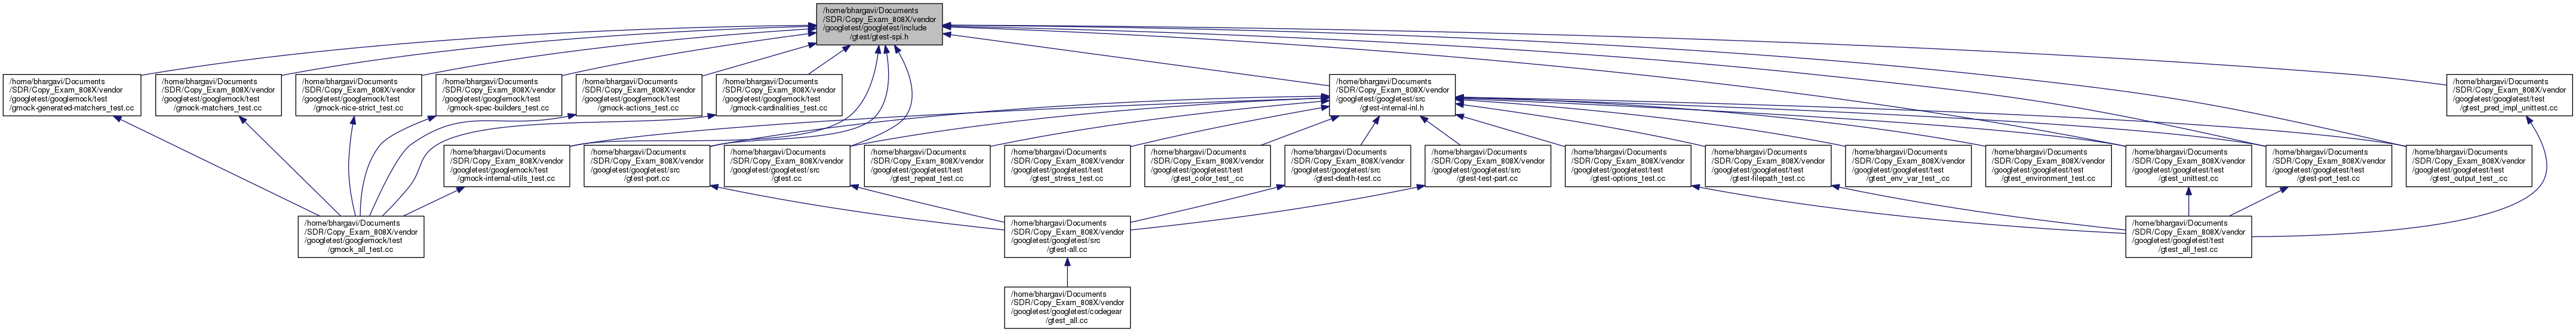 /home/bhargavi/Documents
/SDR/Copy_Exam_808X/vendor
/googletest/googletest/include
/gtest/gtest-spi.h
/home/bhargavi/Documents
/SDR/Copy_Exam_808X/vendor
/googletest/googlemock/test
/gmock-generated-matchers_test.cc
/home/bhargavi/Documents
/SDR/Copy_Exam_808X/vendor
/googletest/googlemock/test
/gmock-matchers_test.cc
/home/bhargavi/Documents
/SDR/Copy_Exam_808X/vendor
/googletest/googlemock/test
/gmock-nice-strict_test.cc
/home/bhargavi/Documents
/SDR/Copy_Exam_808X/vendor
/googletest/googlemock/test
/gmock-spec-builders_test.cc
/home/bhargavi/Documents
/SDR/Copy_Exam_808X/vendor
/googletest/googlemock/test
/gmock-actions_test.cc
/home/bhargavi/Documents
/SDR/Copy_Exam_808X/vendor
/googletest/googlemock/test
/gmock-cardinalities_test.cc
/home/bhargavi/Documents
/SDR/Copy_Exam_808X/vendor
/googletest/googletest/src
/gtest-internal-inl.h
/home/bhargavi/Documents
/SDR/Copy_Exam_808X/vendor
/googletest/googletest/test
/gtest_pred_impl_unittest.cc
/home/bhargavi/Documents
/SDR/Copy_Exam_808X/vendor
/googletest/googlemock/test
/gmock-internal-utils_test.cc
/home/bhargavi/Documents
/SDR/Copy_Exam_808X/vendor
/googletest/googletest/src
/gtest-port.cc
/home/bhargavi/Documents
/SDR/Copy_Exam_808X/vendor
/googletest/googletest/src
/gtest.cc
/home/bhargavi/Documents
/SDR/Copy_Exam_808X/vendor
/googletest/googletest/test
/gtest_repeat_test.cc
/home/bhargavi/Documents
/SDR/Copy_Exam_808X/vendor
/googletest/googletest/test
/gtest_stress_test.cc
/home/bhargavi/Documents
/SDR/Copy_Exam_808X/vendor
/googletest/googletest/test
/gtest_color_test_.cc
/home/bhargavi/Documents
/SDR/Copy_Exam_808X/vendor
/googletest/googletest/src
/gtest-death-test.cc
/home/bhargavi/Documents
/SDR/Copy_Exam_808X/vendor
/googletest/googletest/src
/gtest-test-part.cc
/home/bhargavi/Documents
/SDR/Copy_Exam_808X/vendor
/googletest/googletest/test
/gtest-options_test.cc
/home/bhargavi/Documents
/SDR/Copy_Exam_808X/vendor
/googletest/googletest/test
/gtest-filepath_test.cc
/home/bhargavi/Documents
/SDR/Copy_Exam_808X/vendor
/googletest/googletest/test
/gtest_env_var_test_.cc
/home/bhargavi/Documents
/SDR/Copy_Exam_808X/vendor
/googletest/googletest/test
/gtest_environment_test.cc
/home/bhargavi/Documents
/SDR/Copy_Exam_808X/vendor
/googletest/googletest/test
/gtest_unittest.cc
/home/bhargavi/Documents
/SDR/Copy_Exam_808X/vendor
/googletest/googletest/test
/gtest-port_test.cc
/home/bhargavi/Documents
/SDR/Copy_Exam_808X/vendor
/googletest/googletest/test
/gtest_output_test_.cc
/home/bhargavi/Documents
/SDR/Copy_Exam_808X/vendor
/googletest/googlemock/test
/gmock_all_test.cc
/home/bhargavi/Documents
/SDR/Copy_Exam_808X/vendor
/googletest/googletest/src
/gtest-all.cc
/home/bhargavi/Documents
/SDR/Copy_Exam_808X/vendor
/googletest/googletest/test
/gtest_all_test.cc
/home/bhargavi/Documents
/SDR/Copy_Exam_808X/vendor
/googletest/googletest/codegear
/gtest_all.cc